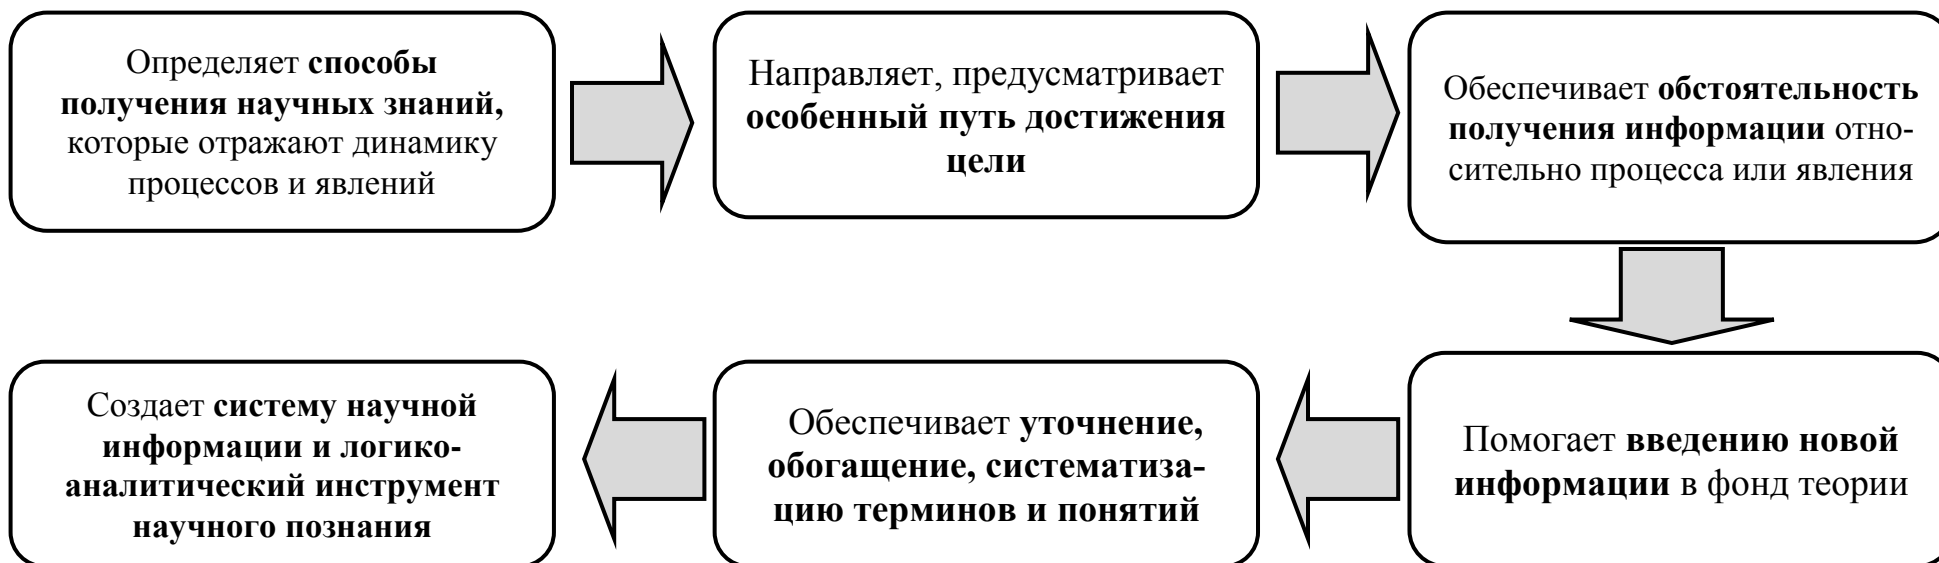 Определяет способы
получения научных знаний,
которые отражают динамику
процессов и явлений
Направляет, предусматривает
особенный путь достижения
цели
Обеспечивает обстоятельность
получения информации отно-
сительно процесса или явления
Помогает введению новой
информации в фонд теории
Обеспечивает уточнение,
обогащение, систематиза-
цию терминов и понятий
Создает систему научной
информации и логико-
аналитический инструмент
научного познания